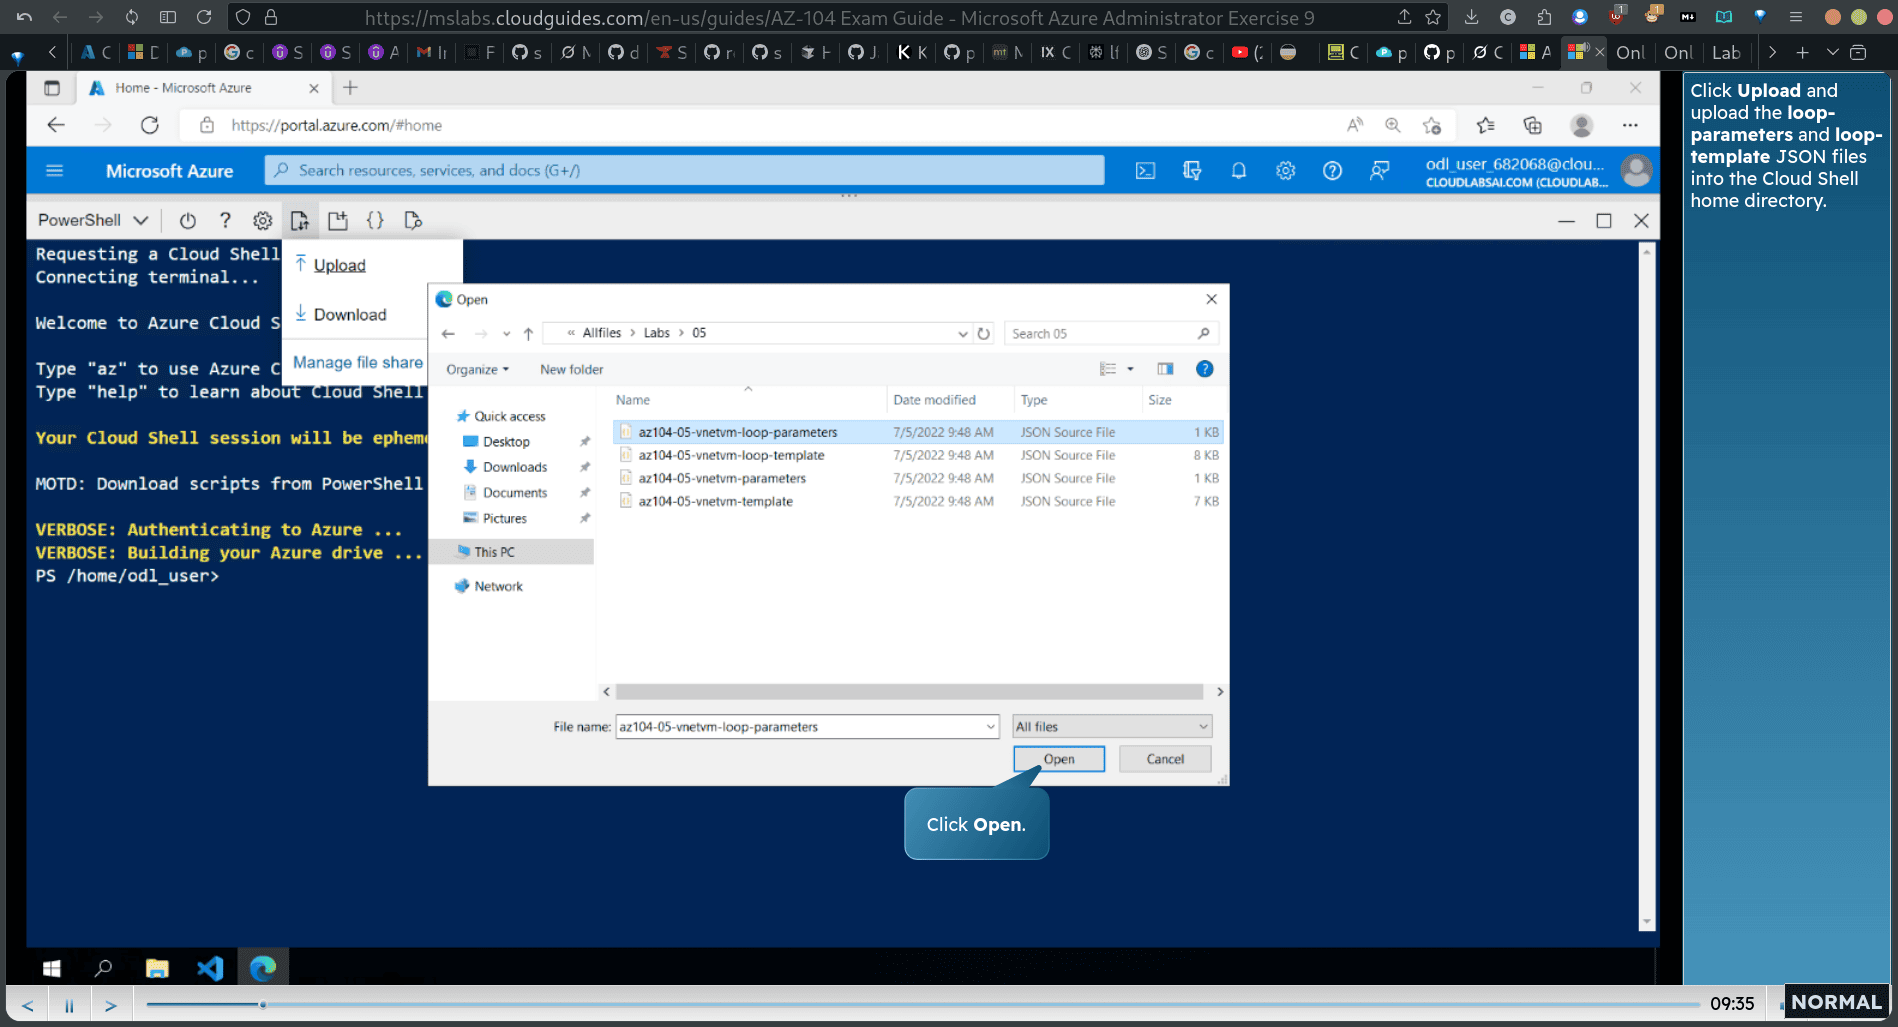 https://mslabs.cloudguides.com/en-us/guides/AZ-104 Exam Guide - Microsoft Azure Administrator Exercise 9
Onl
Onl
Lab
Home - Microsoft Azure
https://portal.azure.com/#home
Microsoft Azure
Search resources, services, and docs (G+/)
odl_user_682068@clou...
CLOUDLABSAI.COM (CLOUDLAB...
PowerShell
Requesting a Cloud Shell
Connecting terminal...
Welcome to Azure Cloud S
Type "az" to use Azure C
Type "help" to learn about Cloud Shell
Your Cloud Shell session will be epheme
MOTD: Download scripts from PowerShell
VERBOSE: Authenticating to Azure ...
VERBOSE: Building your Azure drive ...
PS /home/odl_user>
Upload
Download
Manage file share
Open
« Allfiles > Labs > 05
Search 05
Organize
New folder
Name
Date modified
Type
Size
Quick access
Desktop
Downloads
Documents
Pictures
This PC
Network
az104-05-vnetvm-loop-parameters 7/5/2022 9:48 AM JSON Source File 1 KB
az104-05-vnetvm-loop-template 7/5/2022 9:48 AM JSON Source File 8 KB
az104-05-vnetvm-parameters 7/5/2022 9:48 AM JSON Source File 1 KB
az104-05-vnetvm-template 7/5/2022 9:48 AM JSON Source File 7 KB
File name: az104-05-vnetvm-loop-parameters
All files
Open
Cancel
Click Open.
Click Upload and
upload the loop-
parameters and loop-
template JSON files
into the Cloud Shell
home directory.
09:35
NORMAL